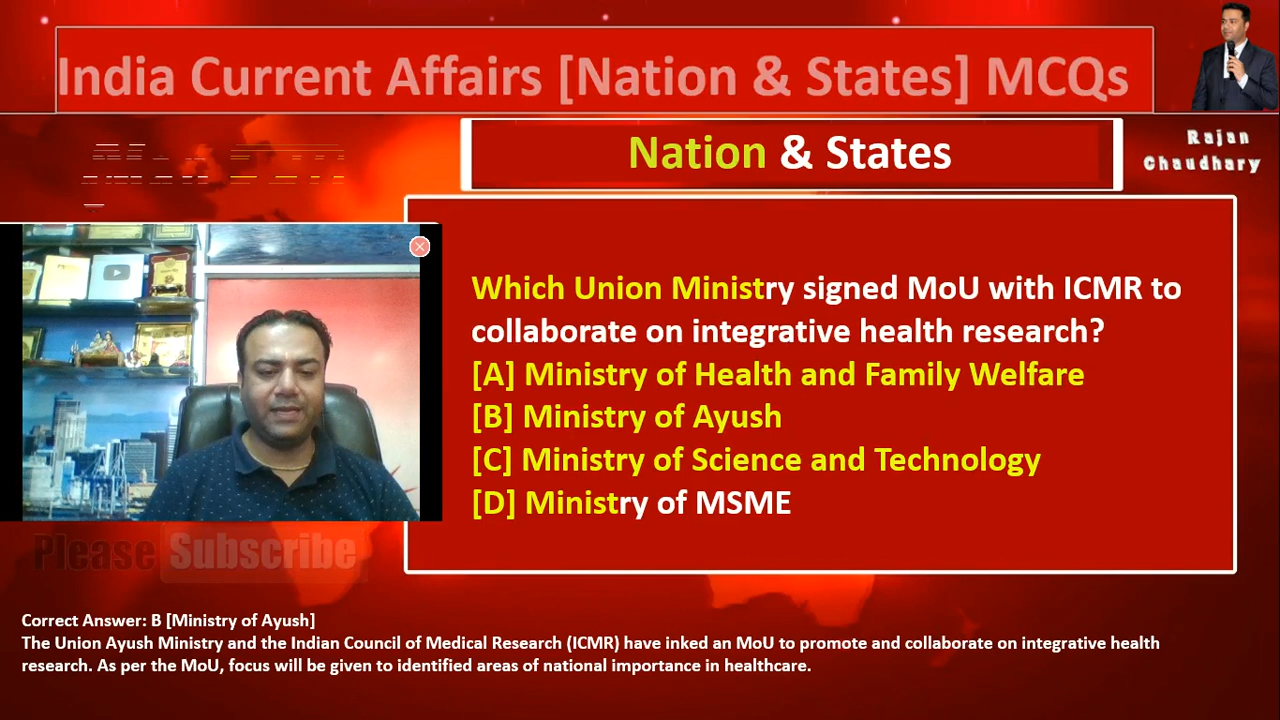 India Current Affairs [Nation & States] MCQs
Rajan
Chaudhary
Nation & States
Which Union Ministry signed MoU with ICMR to
collaborate on integrative health research?
[A] Ministry of Health and Family Welfare
[B] Ministry of Ayush
[C] Ministry of Science and Technology
[D] Ministry of MSME
Please Subscribe
Correct Answer: B [Ministry of Ayush]
The Union Ayush Ministry and the Indian Council of Medical Research (ICMR) have inked an MoU to promote and collaborate on integrative health
research. As per the MoU, focus will be given to identified areas of national importance in healthcare.